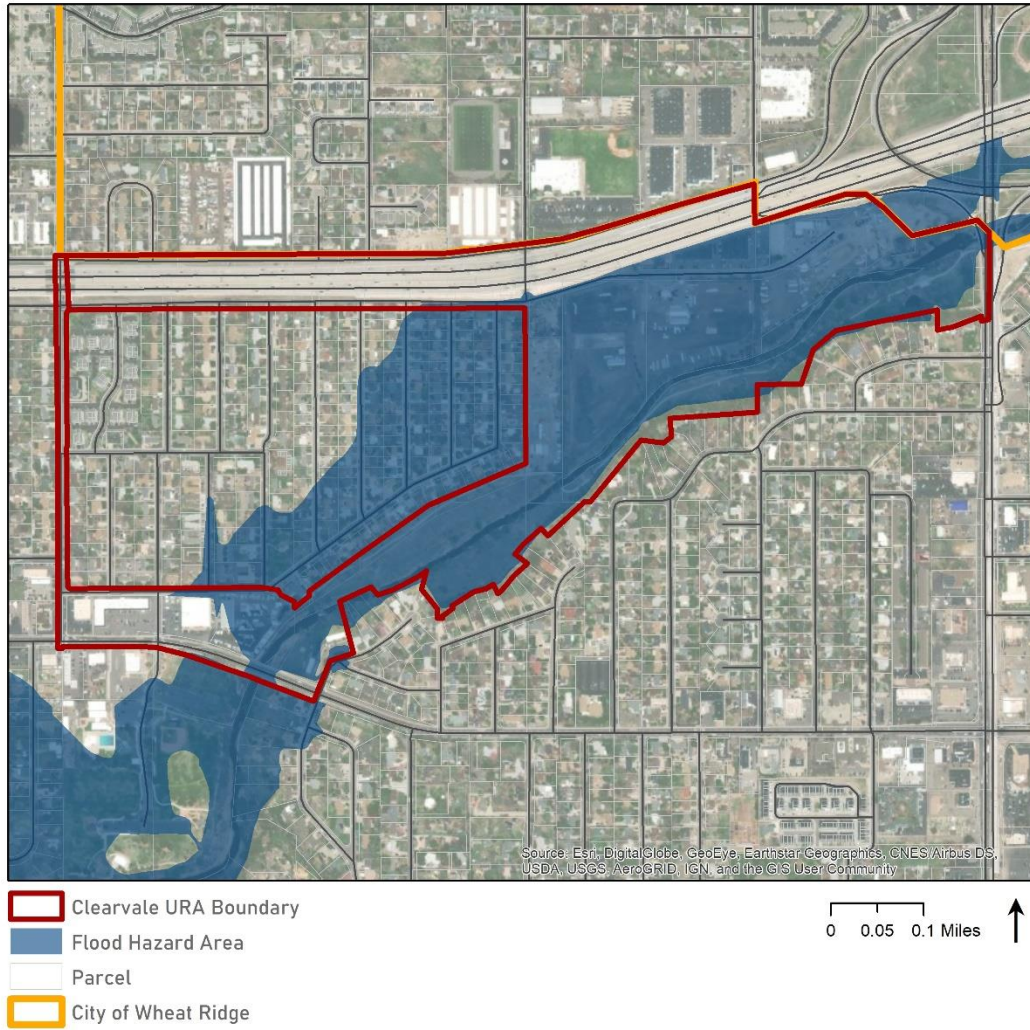 Source: Esri, DigitalGlobe, GeoEye, Earthstar Geographics, CNES/Airbus DS,
USDA, USGS, AeroGRID, IGN, and the GIS User Community
Clearvale URA Boundary
Flood Hazard Area
Parcel
City of Wheat Ridge
0 0.05 0.1 Miles